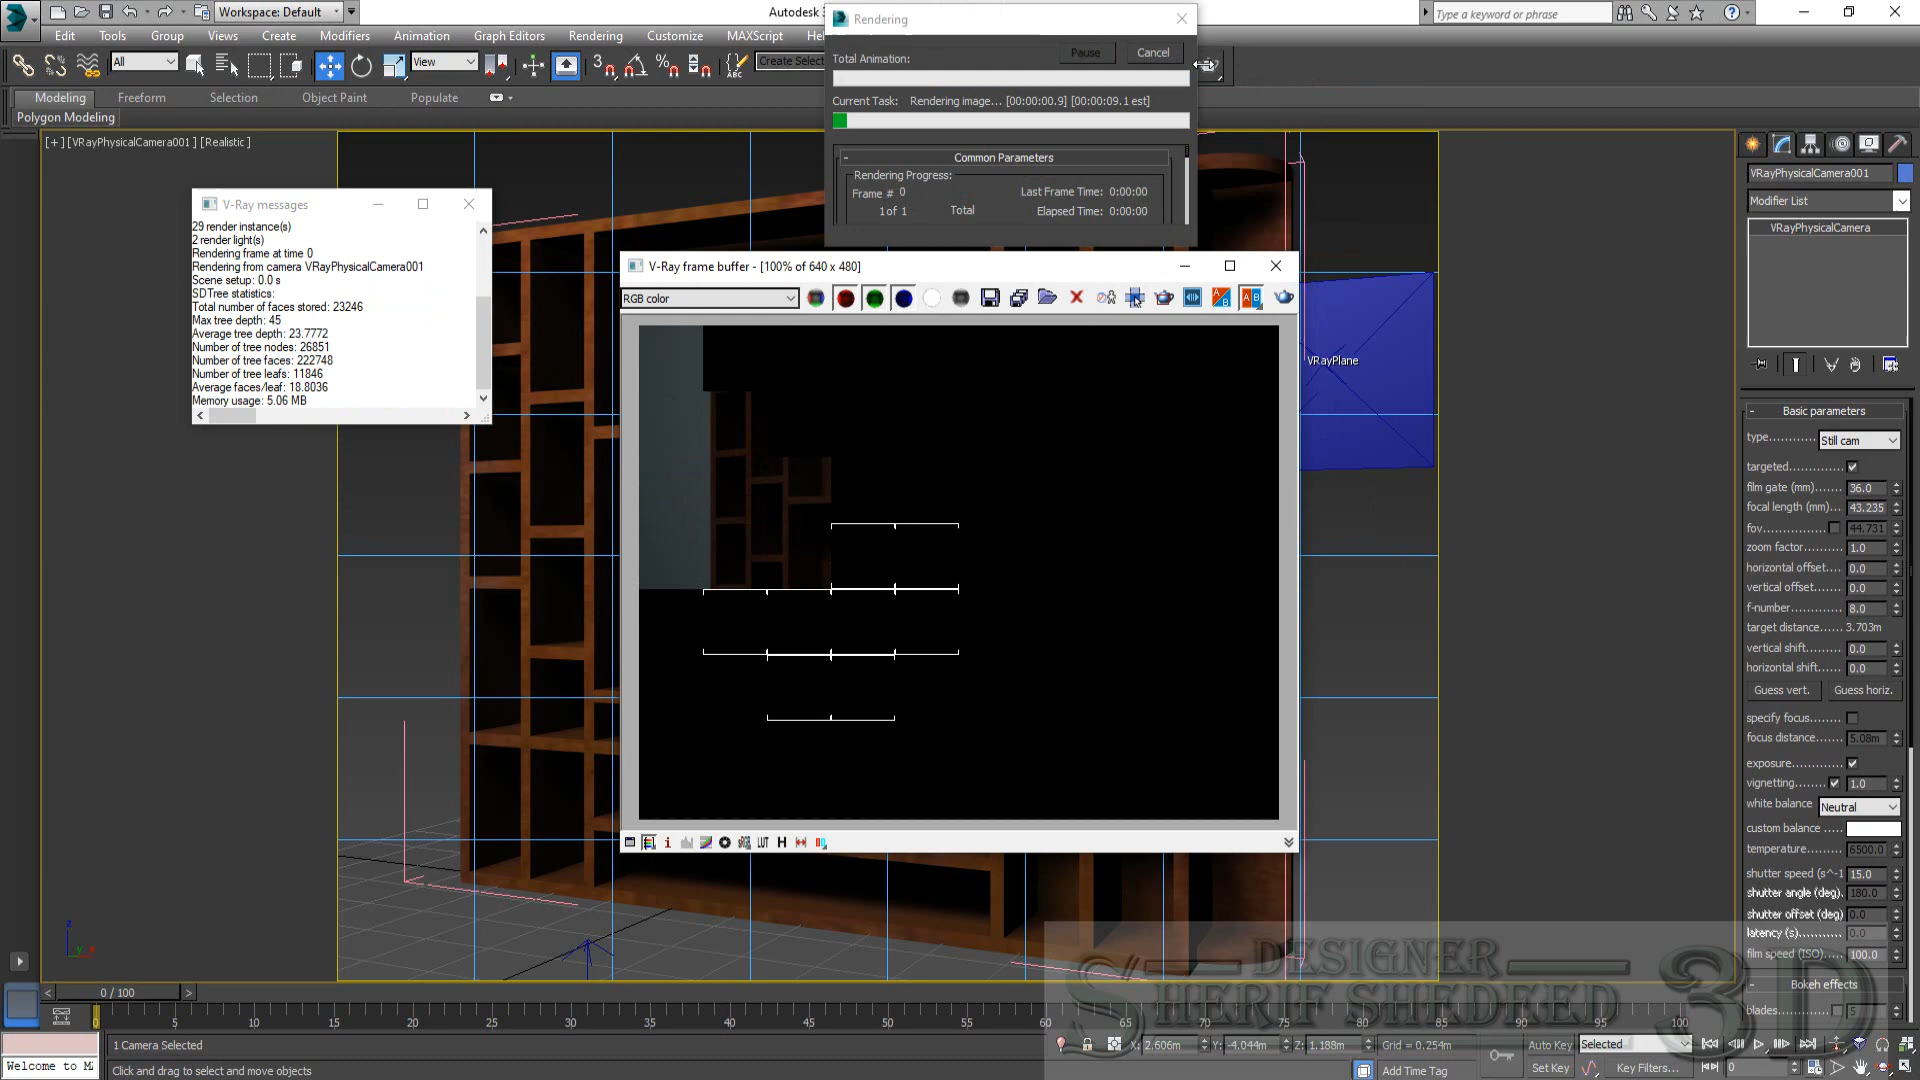 Workspace: Default
Autodesk 3
Type a keyword or phrase
Rendering
Edit Tools Group Views Create Modifiers Animation Graph Editors Rendering Customize MAXScript Hel
All
View
Create Select
Total Animation:
Pause Cancel
Modeling Freeform Selection Object Paint Populate
Polygon Modeling
Current Task: Rendering image... [00:00:00.9] [00:00:09.1 est]
Common Parameters
Rendering Progress:
Frame # 0
Last Frame Time: 0:00:00
1 of 1 Total
Elapsed Time: 0:00:00
[+] [VRayPhysicalCamera001 ] [Realistic ]
V-Ray messages
29 render instance(s)
2 render light(s)
Rendering frame at time 0
Rendering from camera VRayPhysicalCamera001
Scene setup: 0.0 s
SDTree statistics:
Total number of faces stored: 23246
Max tree depth: 45
Average tree depth: 23.7772
Number of tree nodes: 26851
Number of tree faces: 222748
Number of tree leafs: 11846
Average faces/leaf: 18.8036
Memory usage: 5.06 MB
V-Ray frame buffer - [100% of 640 x 480]
RGB color
VRayPlane
LUT H
VRayPhysicalCamera001
Modifier List
VRayPhysicalCamera
Basic parameters
type............ Still cam
targeted.............
film gate (mm)....... 36.0
focal length (mm)... 43.235
fov............... 44.731
zoom factor.......... 1.0
horizontal offset.... 0.0
vertical offset...... 0.0
f-number............ 8.0
target distance...... 3.703m
vertical shift....... 0.0
horizontal shift..... 0.0
Guess vert. Guess horiz.
specify focus........
focus distance....... 5.08m
exposure.............
vignetting....... 1.0
white balance Neutral
custom balance .....
temperature......... 6500.0
shutter speed (s^-1 15.0
shutter angle (deg). 180.0
shutter offset (deg) 0.0
latency (s).......... 0.0
film speed (ISO)..... 100.0
Bokeh effects
blades........... 5
DESIGNER
SHERIF SHEDEED 3D
0 / 100
0 5 10 15 20 25 30 35 40 45 50 55 60 65 70 75 80 85 90 95 100
1 Camera Selected
X: 2.606m Y: -4.044m Z: 1.188m Grid = 0.254m
Auto Key Selected
Welcome to M
Click and drag to select and move objects
Add Time Tag
Set Key Key Filters... 0